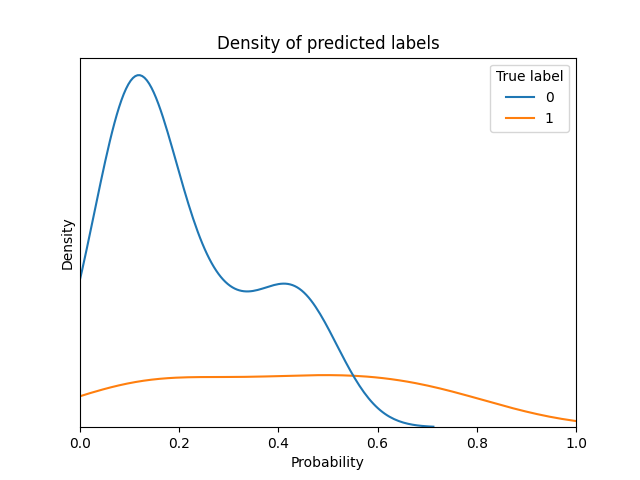 Density of predicted labels
True label
0
1
Density
0.0 0.2 0.4 0.6 0.8 1.0
Probability